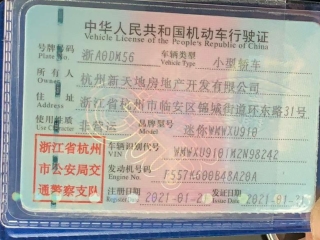 中华人民共和国机动车行驶证
Vehicle License of the People's Republic of China
号牌号码 浙A0DM56 车辆类型 小型轿车
Plate No. Vehicle Type
所有人 杭州新天地房地产开发有限公司
Owner
住址 浙江省杭州市临安区锦城街道环东路31号
Address
使用性质 非营运 品牌型号 迷你WMWXU910
Use Character Model
浙江省杭州
市公安局交
通警察支队
车辆识别代号 WMWXU9101M2N98242
VIN
发动机号码 F557K600B48A20A
Engine No.
注册日期 2021-01-2 发证日期 2021-01-2
Register Date Issue Date